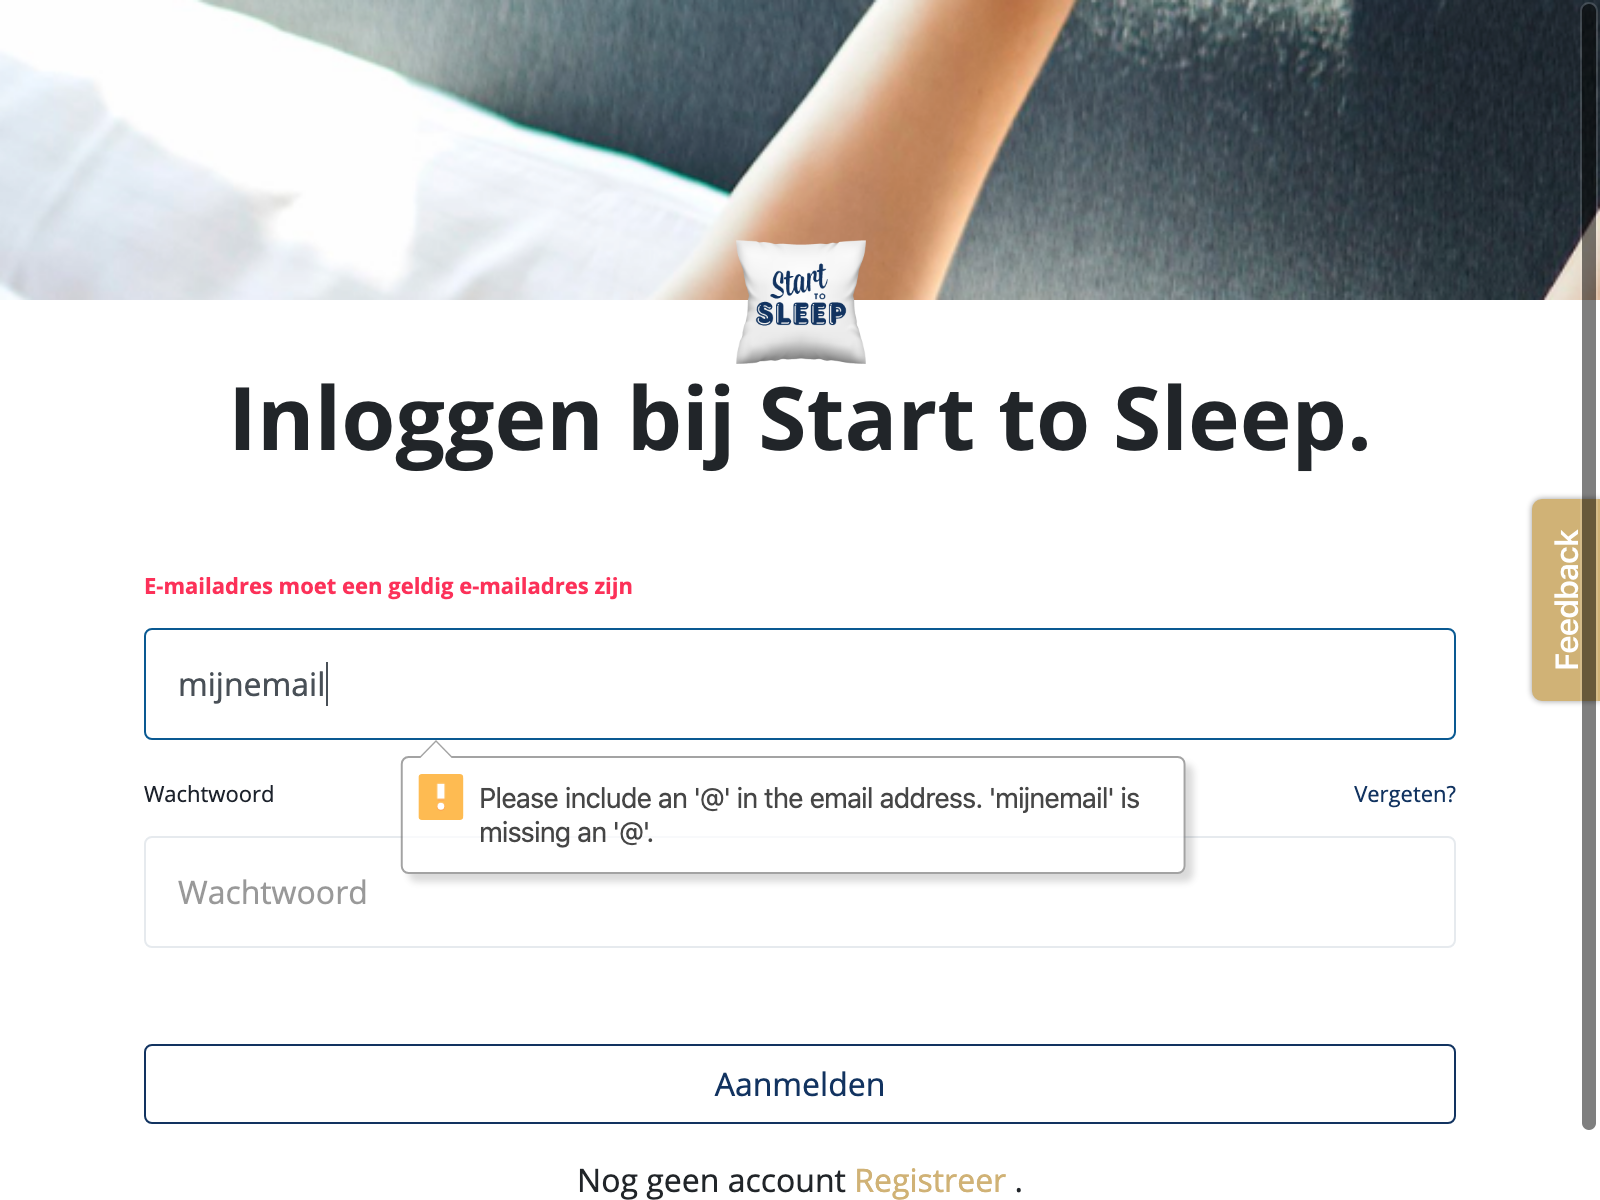 Start
TO
SLEEP
Inloggen bij Start to Sleep.
E-mailadres moet een geldig e-mailadres zijn
mijnemail
Please include an '@' in the email address. 'mijnemail' is
missing an '@'.
Wachtwoord
Vergeten?
Wachtwoord
Aanmelden
Nog geen account Registreer .
Feedback